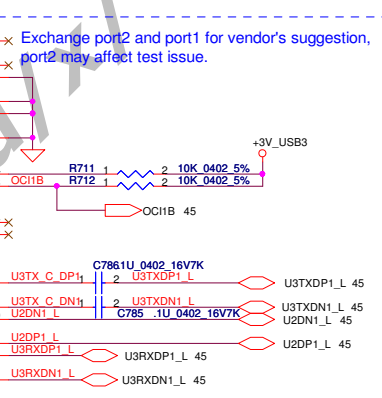 Exchange port2 and port1 for vendor's suggestion,
port2 may affect test issue.
+3V_USB3
R711 1 2 10K_0402_5%
OCI1B R712 1 2 10K_0402_5%
OCI1B 45
C786.1U_0402_16V7K
U3TX_C_DP1 1 2 U3TXDP1_L U3TXDP1_L 45
U3TX_C_DN1 1 2 U3TXDN1_L U3TXDN1_L 45
U2DN1_L C785 .1U_0402_16V7K U2DN1_L 45
U2DP1_L U2DP1_L 45
U3RXDP1_L U3RXDP1_L 45
U3RXDN1_L U3RXDN1_L 45